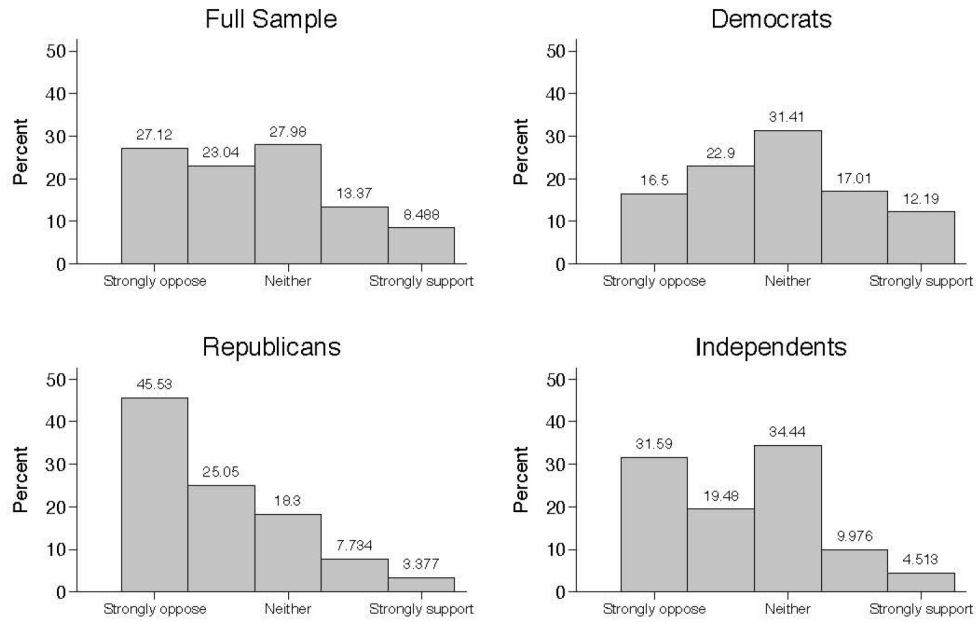 Full Sample
Percent
50
40
30
20
10
0
27.12
23.04
27.98
13.37
8.488
Strongly oppose
Neither
Strongly support
Democrats
Percent
50
40
30
20
10
0
16.5
22.9
31.41
17.01
12.19
Strongly oppose
Neither
Strongly support
Republicans
Percent
50
40
30
20
10
0
45.53
25.05
18.3
7.734
3.377
Strongly oppose
Neither
Strongly support
Independents
Percent
50
40
30
20
10
0
31.59
19.48
34.44
9.976
4.513
Strongly oppose
Neither
Strongly support